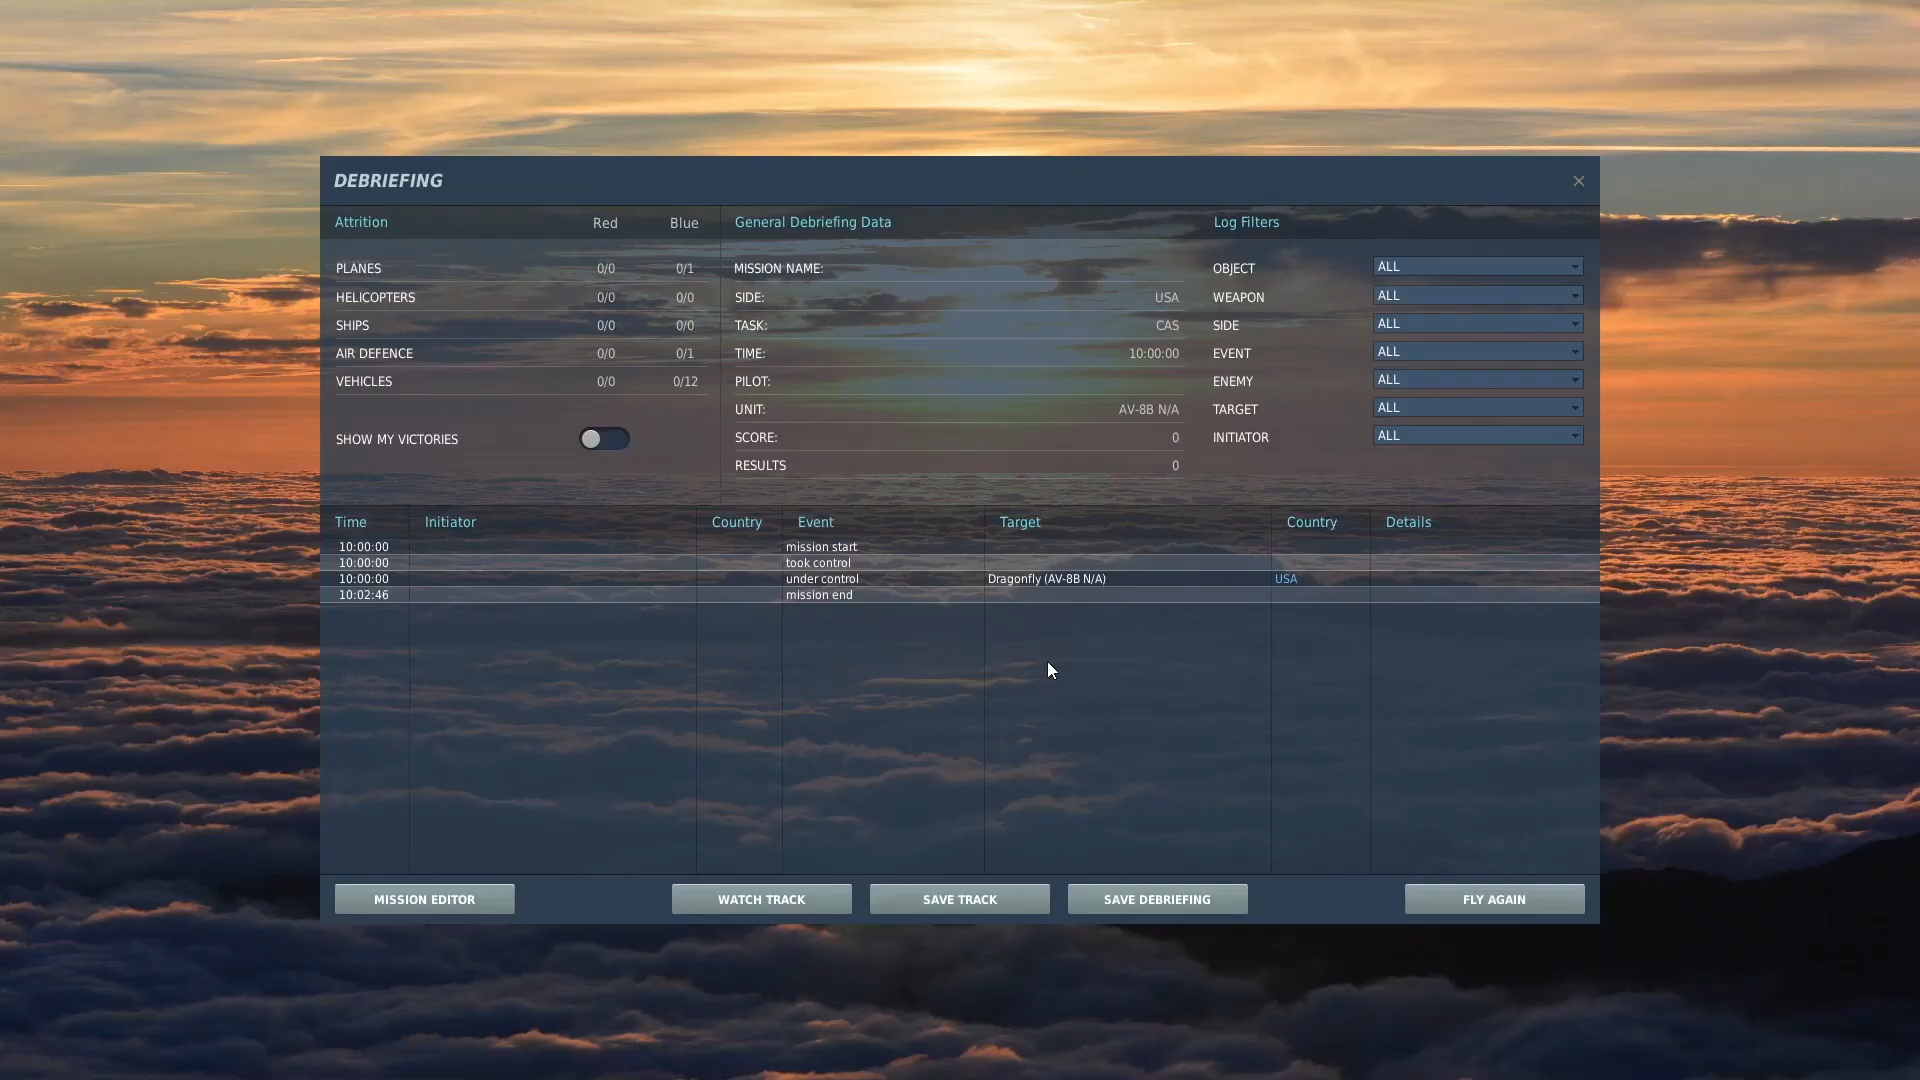 DEBRIEFING
Attrition Red Blue General Debriefing Data Log Filters
PLANES 0/0 0/1 MISSION NAME: OBJECT ALL
HELICOPTERS 0/0 0/0 SIDE: USA WEAPON ALL
SHIPS 0/0 0/0 TASK: CAS SIDE ALL
AIR DEFENCE 0/0 0/1 TIME: 10:00:00 EVENT ALL
VEHICLES 0/0 0/12 PILOT: ENEMY ALL
UNIT: AV-8B N/A TARGET ALL
SHOW MY VICTORIES SCORE: 0 INITIATOR ALL
RESULTS 0
Time Initiator Country Event Target Country Details
10:00:00 mission start
10:00:00 took control
10:00:00 under control Dragonfly (AV-8B N/A) USA
10:02:46 mission end
MISSION EDITOR WATCH TRACK SAVE TRACK SAVE DEBRIEFING FLY AGAIN